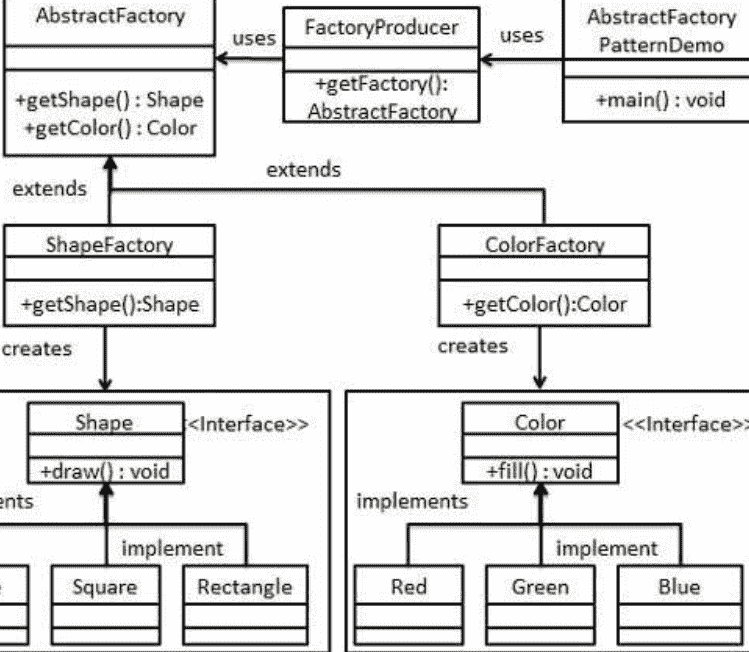 AbstractFactory
+getShape() : Shape
+getColor() : Color
uses
FactoryProducer
+getFactory():
AbstractFactory
uses
AbstractFactory
PatternDemo
+main() : void
extends
extends
ShapeFactory
+getShape():Shape
ColorFactory
+getColor():Color
creates
creates
Shape
<<Interface>>
+draw() : void
implement
Square
Rectangle
Color
<<Interface>>
+fill() : void
implements
implement
Red
Green
Blue